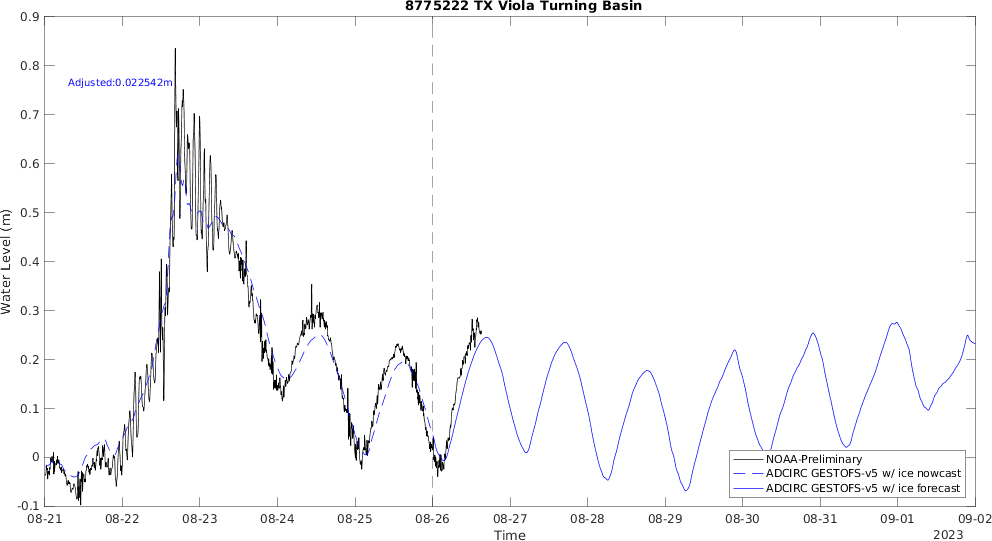 8775222 TX Viola Turning Basin
0.9
0.8
0.7
0.6
0.5
0.4
0.3
0.2
0.1
0
-0.1
Water Level (m)
Adjusted:0.022542m
NOAA-Preliminary
ADCIRC GESTOFS-v5 w/ ice nowcast
ADCIRC GESTOFS-v5 w/ ice forecast
08-21 08-22 08-23 08-24 08-25 08-26 08-27 08-28 08-29 08-30 08-31 09-01 09-02
Time
2023